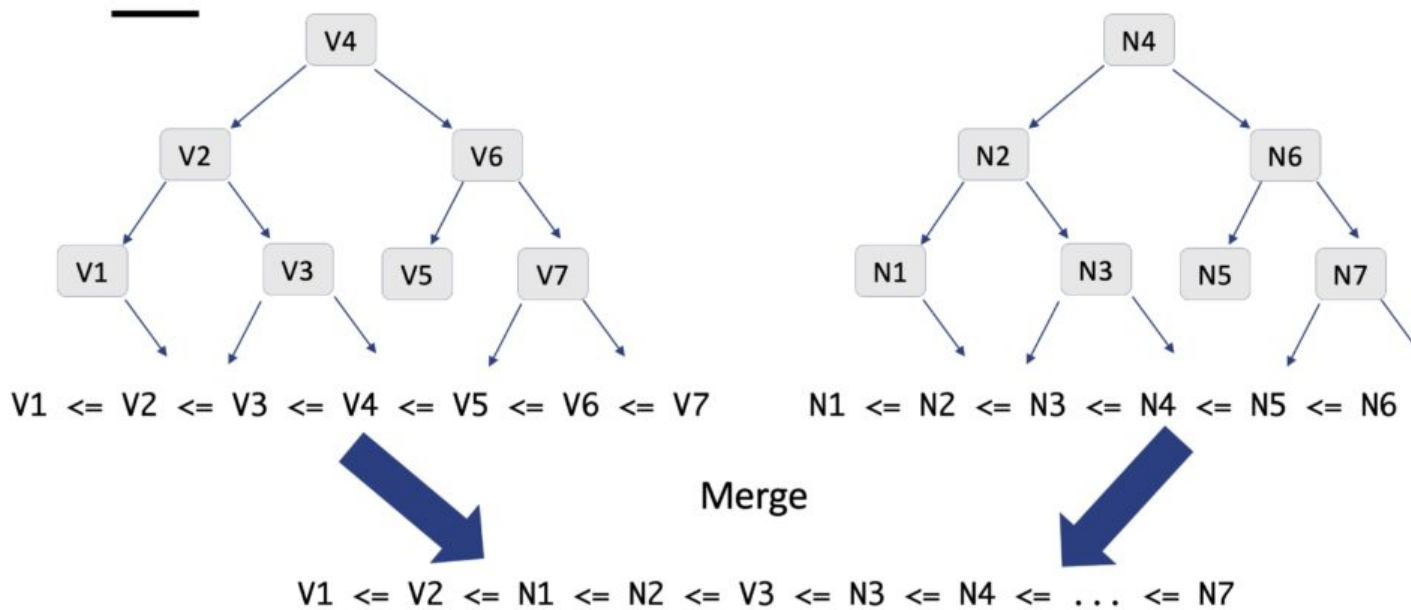 V4 N4
V2 V6 N2 N6
V1 V3 V5 V7 N1 N3 N5 N7
V1 <= V2 <= V3 <= V4 <= V5 <= V6 <= V7 N1 <= N2 <= N3 <= N4 <= N5 <= N6
Merge
V1 <= V2 <= N1 <= N2 <= V3 <= N3 <= N4 <= ... <= N7